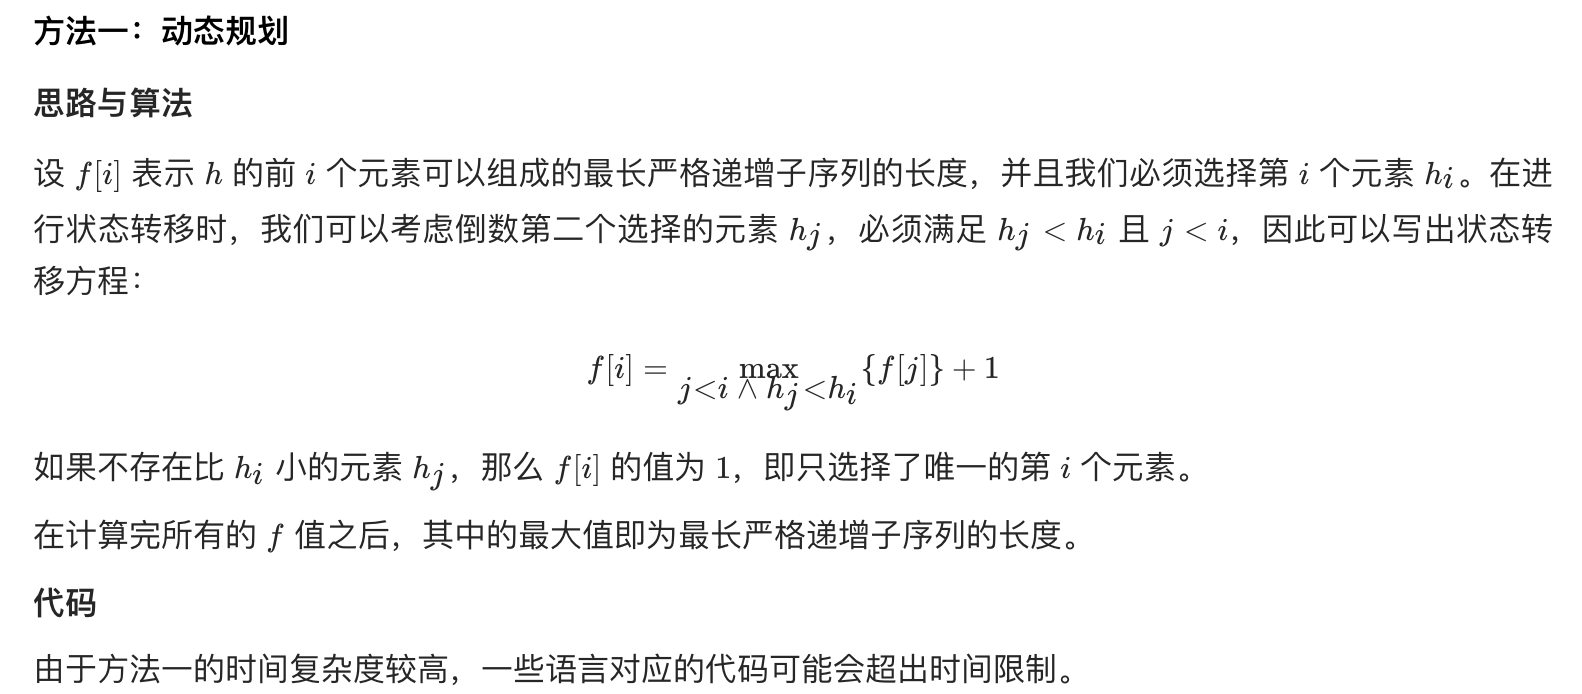 方法一：动态规划
思路与算法
设 f[i] 表示 h 的前 i 个元素可以组成的最长严格递增子序列的长度，并且我们必须选择第 i 个元素 h_i。在进
行状态转移时，我们可以考虑倒数第二个选择的元素 h_j，必须满足 h_j < h_i 且 j < i，因此可以写出状态转
移方程：
f[i] = max_{j<i ∧ h_j<h_i} {f[j]} + 1
如果不存在比 h_i 小的元素 h_j，那么 f[i] 的值为 1，即只选择了唯一的第 i 个元素。
在计算完所有的 f 值之后，其中的最大值即为最长严格递增子序列的长度。
代码
由于方法一的时间复杂度较高，一些语言对应的代码可能会超出时间限制。